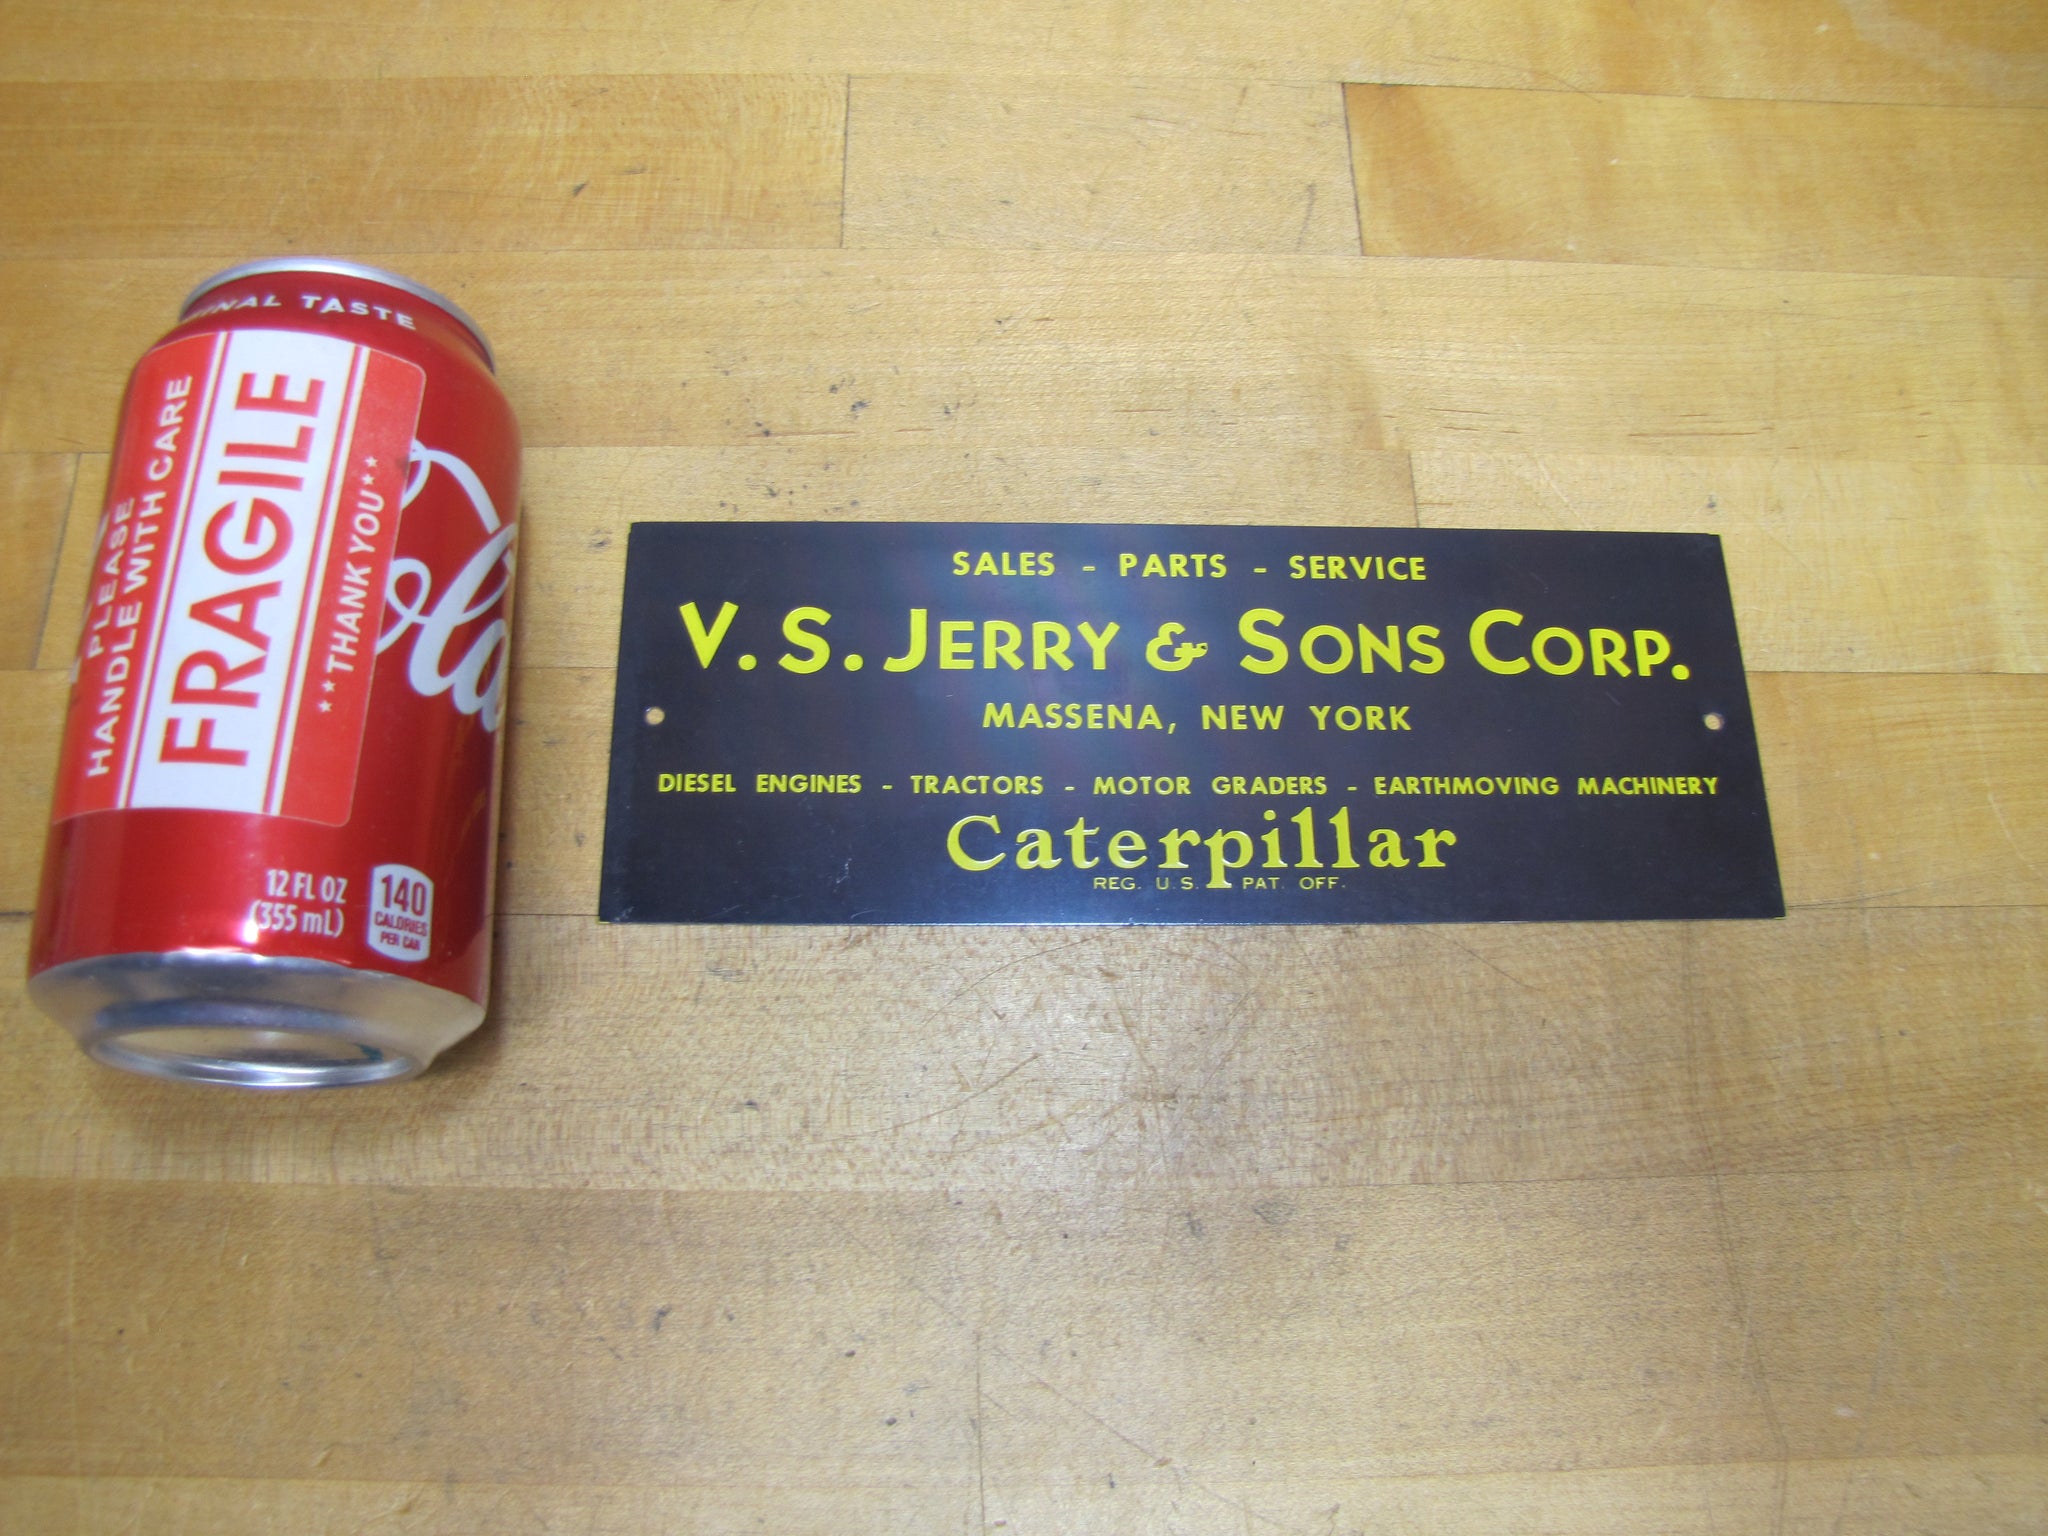 TASTE
PLEASE
HANDLE WITH CARE
FRAGILE
**THANK YOU**
12 FL OZ
(355 mL)
140
CALORIES
PER CAN
SALES - PARTS - SERVICE
V. S. JERRY & SONS CORP.
MASSENA, NEW YORK
DIESEL ENGINES - TRACTORS - MOTOR GRADERS - EARTHMOVING MACHINERY
Caterpillar
REG. U.S. PAT. OFF.